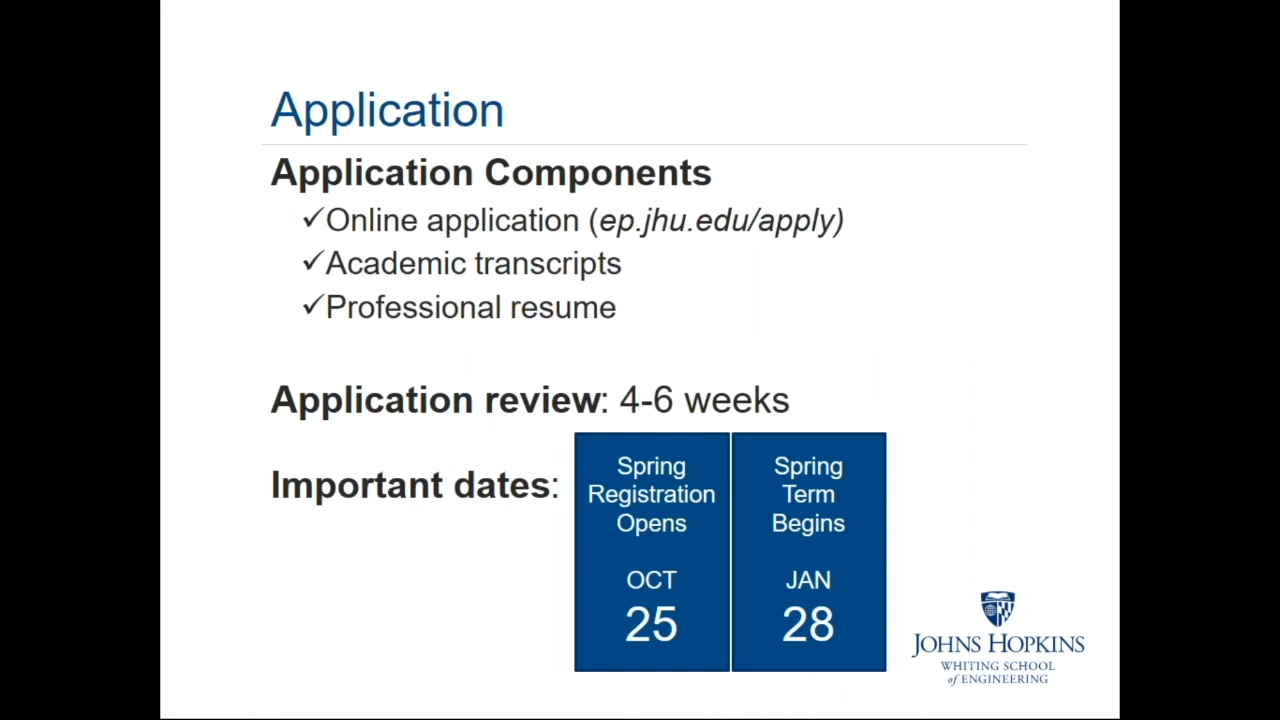 Application
Application Components
✓Online application (ep.jhu.edu/apply)
✓Academic transcripts
✓Professional resume
Application review: 4-6 weeks
Important dates:
Spring
Registration
Opens
OCT
25
Spring
Term
Begins
JAN
28
JOHNS HOPKINS
WHITING SCHOOL
of ENGINEERING